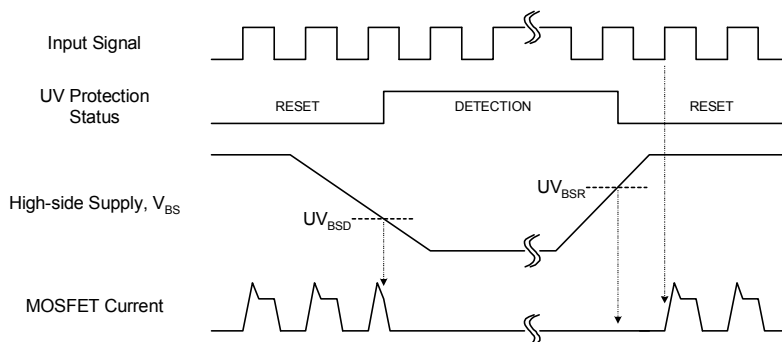 Input Signal
UV Protection
Status
RESET
DETECTION
RESET
High-side Supply, VBS
UVBSD
UVBSR
MOSFET Current